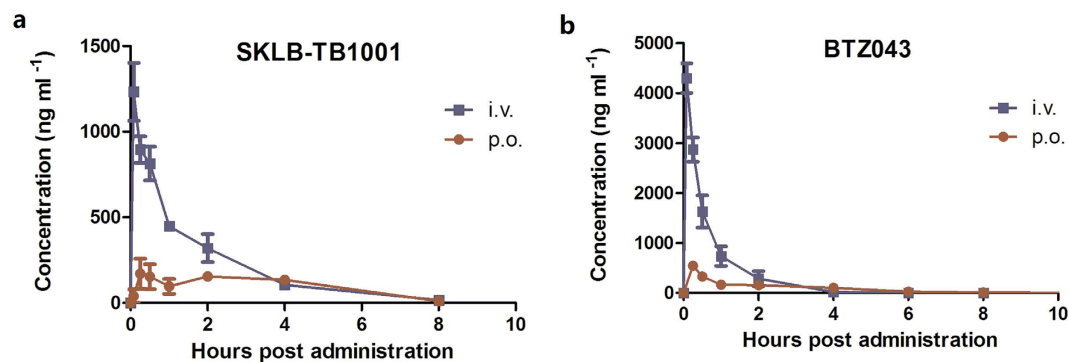 a
SKLB-TB1001
1500
1000
500
0
Concentration (ng ml -1)
i.v.
p.o.
0 2 4 6 8 10
Hours post administration
b
BTZ043
5000
4000
3000
2000
1000
0
Concentration (ng ml -1)
i.v.
p.o.
0 2 4 6 8 10
Hours post administration